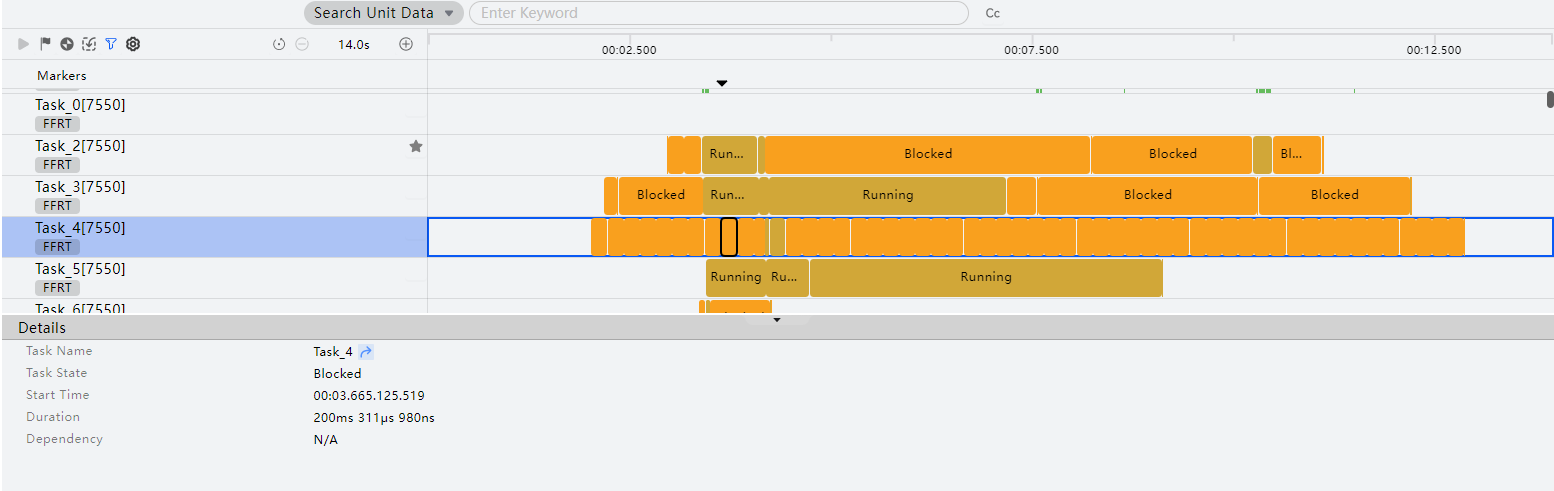 Search Unit Data Enter Keyword Cc
14.0s 00:02.500 00:07.500 00:12.500
Markers
Task_0[7550]
FFRT
Task_2[7550]
FFRT
Run... Blocked Blocked Bl...
Task_3[7550]
FFRT
Blocked Run... Running Blocked Blocked
Task_4[7550]
FFRT
Task_5[7550]
FFRT
Running Ru... Running
Task_6[7550]
Details
Task Name Task_4
Task State Blocked
Start Time 00:03.665.125.519
Duration 200ms 311μs 980ns
Dependency N/A